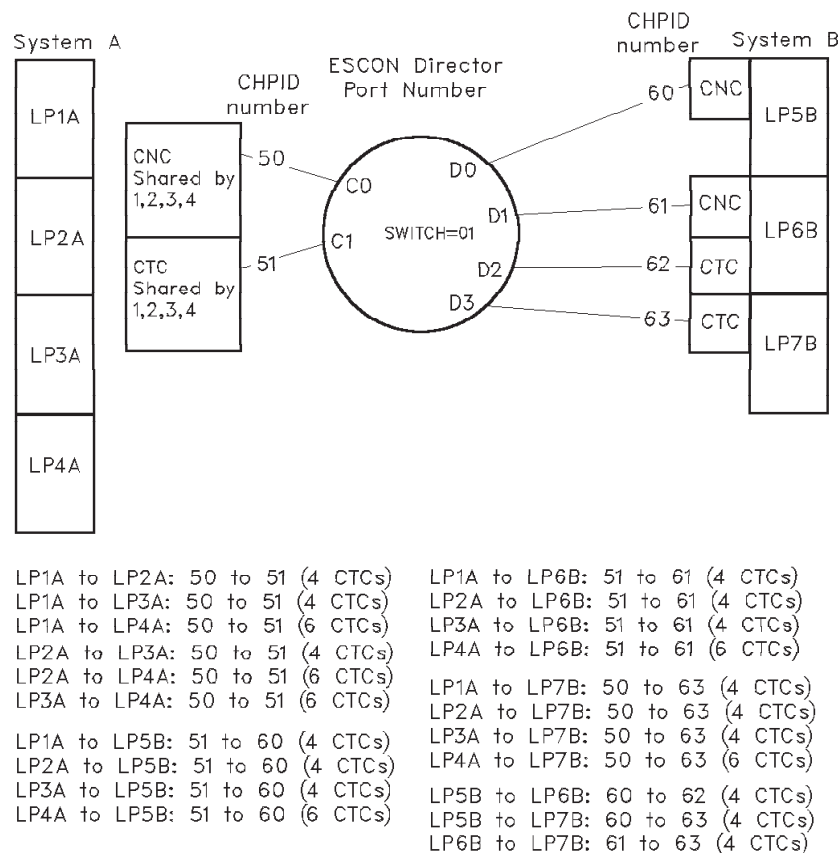 System A
LP1A
LP2A
LP3A
LP4A
CHPID
number
CNC
Shared by
1,2,3,4
CTC
Shared by
1,2,3,4
50
51
ESCON Director
Port Number
C0
C1
D0
D1
D2
D3
SWITCH=01
CHPID
number
System B
60
61
62
63
CNC
CNC
CTC
CTC
LP5B
LP6B
LP7B
LP1A to LP2A: 50 to 51 (4 CTCs)
LP1A to LP3A: 50 to 51 (4 CTCs)
LP1A to LP4A: 50 to 51 (6 CTCs)
LP2A to LP3A: 50 to 51 (4 CTCs)
LP2A to LP4A: 50 to 51 (6 CTCs)
LP3A to LP4A: 50 to 51 (6 CTCs)
LP1A to LP5B: 51 to 60 (4 CTCs)
LP2A to LP5B: 51 to 60 (4 CTCs)
LP3A to LP5B: 51 to 60 (4 CTCs)
LP4A to LP5B: 51 to 60 (6 CTCs)
LP1A to LP6B: 51 to 61 (4 CTCs)
LP2A to LP6B: 51 to 61 (4 CTCs)
LP3A to LP6B: 51 to 61 (4 CTCs)
LP4A to LP6B: 51 to 61 (6 CTCs)
LP1A to LP7B: 50 to 63 (4 CTCs)
LP2A to LP7B: 50 to 63 (4 CTCs)
LP3A to LP7B: 50 to 63 (4 CTCs)
LP4A to LP7B: 50 to 63 (6 CTCs)
LP5B to LP6B: 60 to 62 (4 CTCs)
LP5B to LP7B: 60 to 63 (4 CTCs)
LP6B to LP7B: 61 to 63 (4 CTCs)